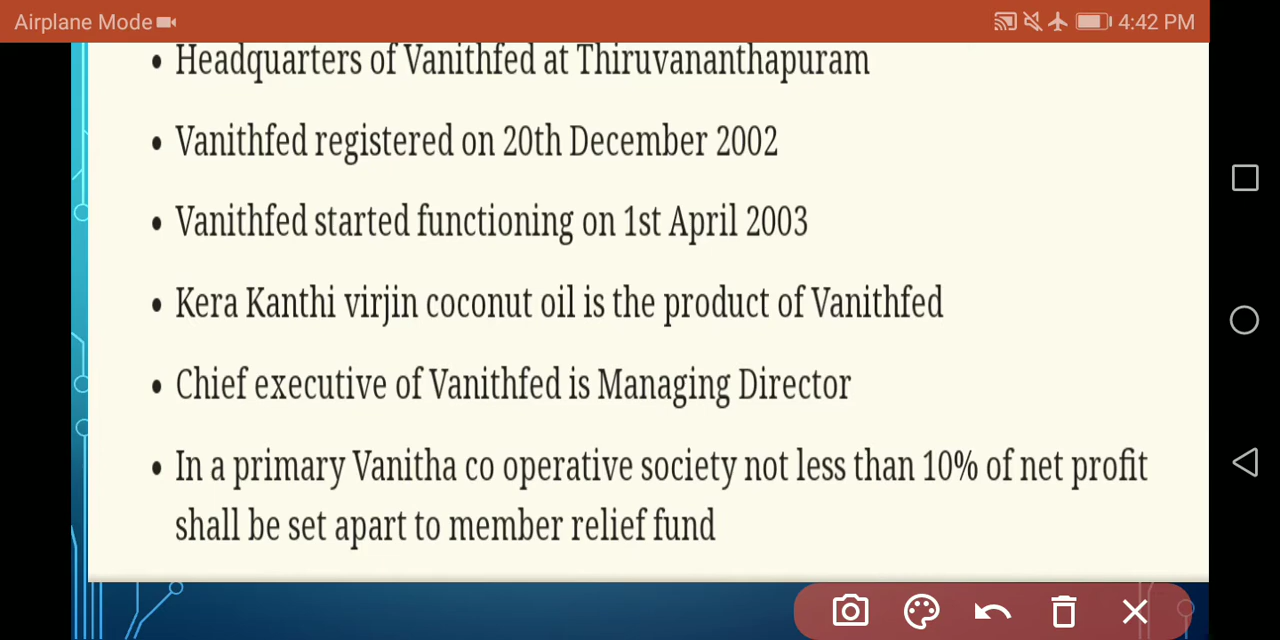 Airplane Mode
4:42 PM
• Headquarters of Vanithfed at Thiruvananthapuram
• Vanithfed registered on 20th December 2002
• Vanithfed started functioning on 1st April 2003
• Kera Kanthi virjin coconut oil is the product of Vanithfed
• Chief executive of Vanithfed is Managing Director
• In a primary Vanitha co operative society not less than 10% of net profit
shall be set apart to member relief fund